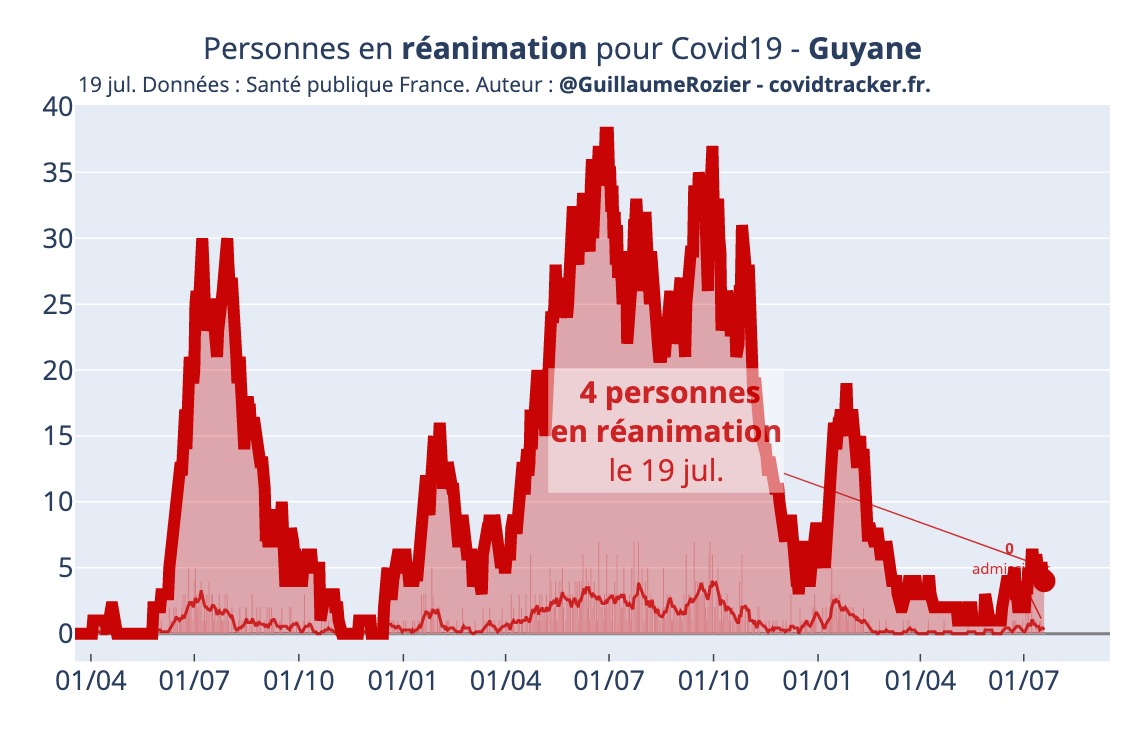 Personnes en réanimation pour Covid19 - Guyane
19 jul. Données : Santé publique France. Auteur : @GuillaumeRozier - covidtracker.fr.
40
35
30
25
20
15
10
5
0
4 personnes
en réanimation
le 19 jul.
0
01/04 01/07 01/10 01/01 01/04 01/07 01/10 01/01 01/04 01/07